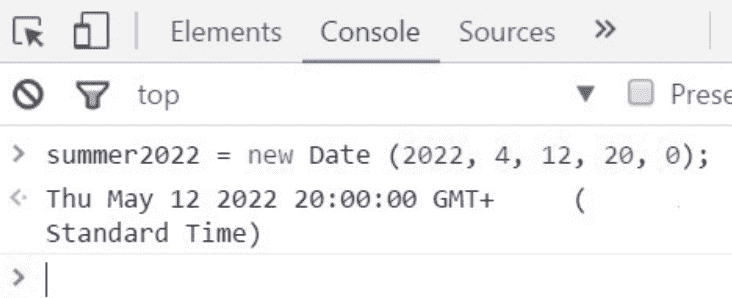 Elements Console Sources »
top ▼ Prese
> summer2022 = new Date (2022, 4, 12, 20, 0);
Thu May 12 2022 20:00:00 GMT+ (
Standard Time)
>